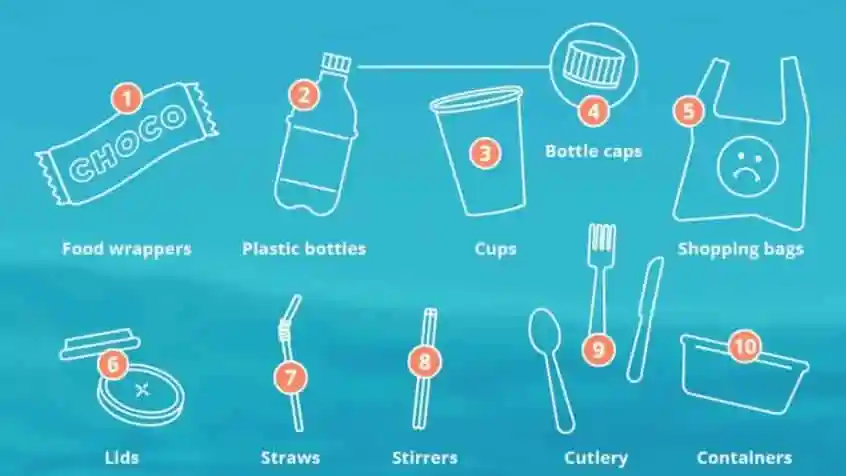 1
CHOCO
Food wrappers
2
Plastic bottles
3
Cups
4
Bottle caps
5
Shopping bags
6
Lids
7
Straws
8
Stirrers
9
Cutlery
10
Containers